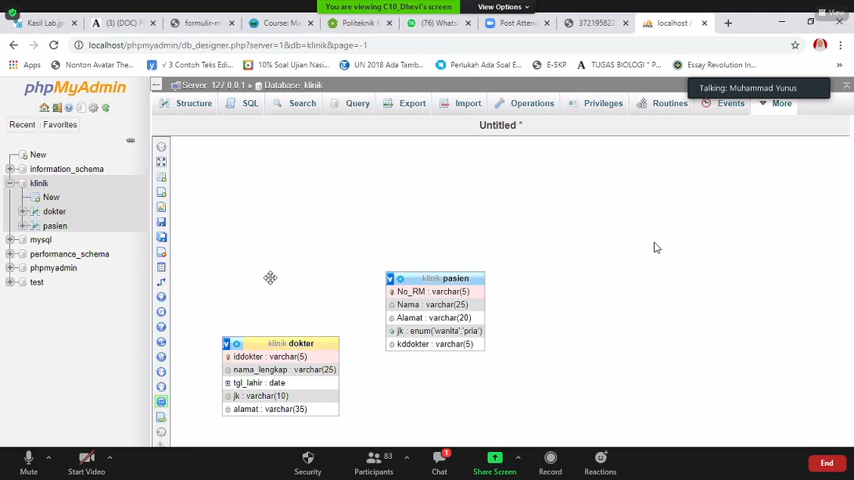 You are viewing C10_Dhevi's screen
View Options
View
Kasil Lab.jp
(DOC) F
formulir-m
Course: Ma
Politeknik
(76) Whats
Post Attend
372195822
localhost /
localhost/phpmyadmin/db_designer.php?server=1&db=klinik&page=-1
Apps
Nonton Avatar The...
3 Contoh Teks Ekspl...
10% Soal Ujian Nasi...
UN 2018 Ada Tamb...
Perlukah Ada Soal E...
E-SKP
TUGAS BIOLOGI "...
Essay Revolution In...
phpMyAdmin
Server: 127.0.0.1 » Database: klinik
Talking: Muhammad Yunus
Structure
SQL
Search
Query
Export
Import
Operations
Privileges
Routines
Events
More
Recent
Favorites
Untitled *
New
information_schema
klinik
New
dokter
pasien
mysql
performance_schema
phpmyadmin
test
klinik pasien
No_RM : varchar(5)
Nama : varchar(25)
Alamat : varchar(20)
jk : enum('wanita','pria')
kddokter : varchar(5)
klinik dokter
iddokter : varchar(5)
nama_lengkap : varchar(25)
tgl_lahir : date
jk : varchar(10)
alamat : varchar(35)
Mute
Start Video
Security
Participants
83
Chat
1
Share Screen
Record
Reactions
End